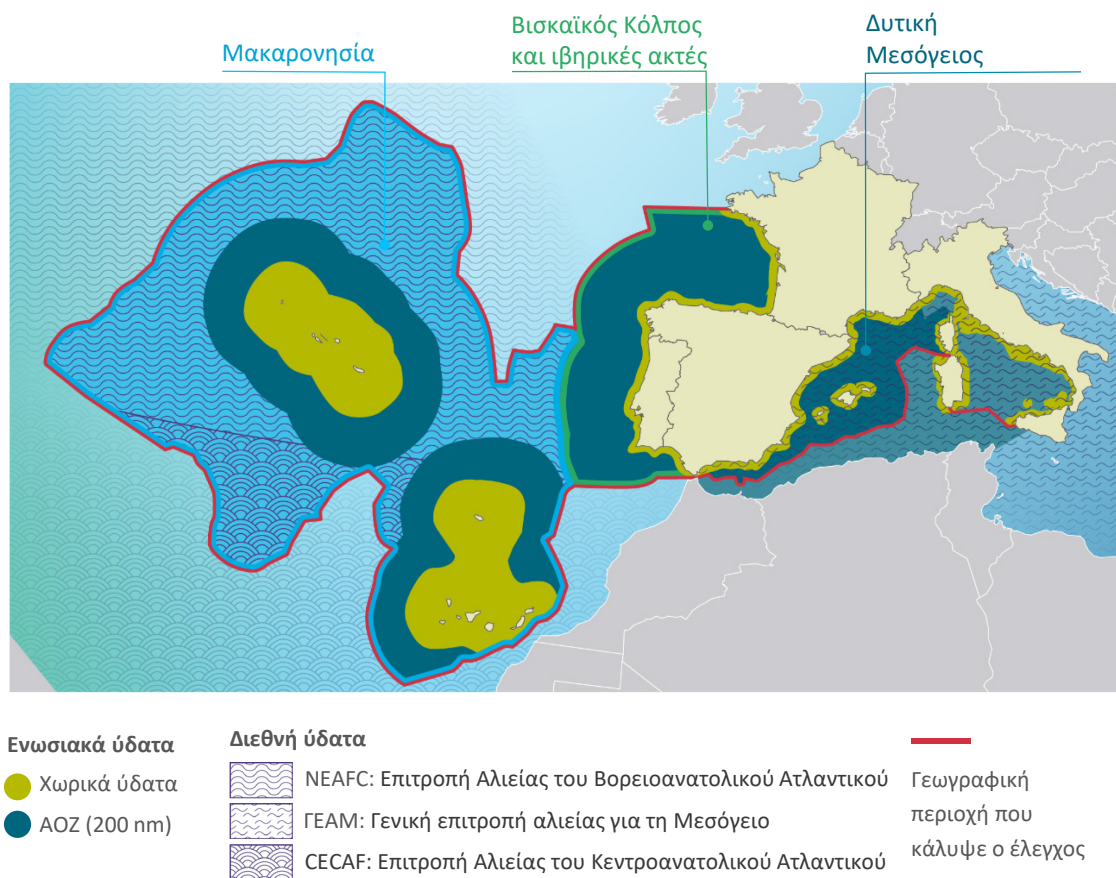 Μακαρονησία
Βισκαϊκός Κόλπος
και ιβηρικές ακτές
Δυτική
Μεσόγειος
Ενωσιακά ύδατα
Χωρικά ύδατα
ΑΟΖ (200 nm)
Διεθνή ύδατα
NEAFC: Επιτροπή Αλιείας του Βορειοανατολικού Ατλαντικού
ΓΕΑΜ: Γενική επιτροπή αλιείας για τη Μεσόγειο
CECAF: Επιτροπή Αλιείας του Κεντροανατολικού Ατλαντικού
Γεωγραφική
περιοχή που
κάλυψε ο έλεγχος